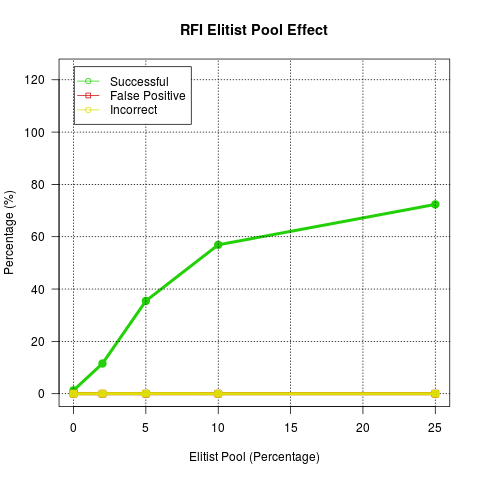 RFI Elitist Pool Effect
Successful
False Positive
Incorrect
120
100
80
60
40
20
0
Percentage (%)
0 5 10 15 20 25
Elitist Pool (Percentage)